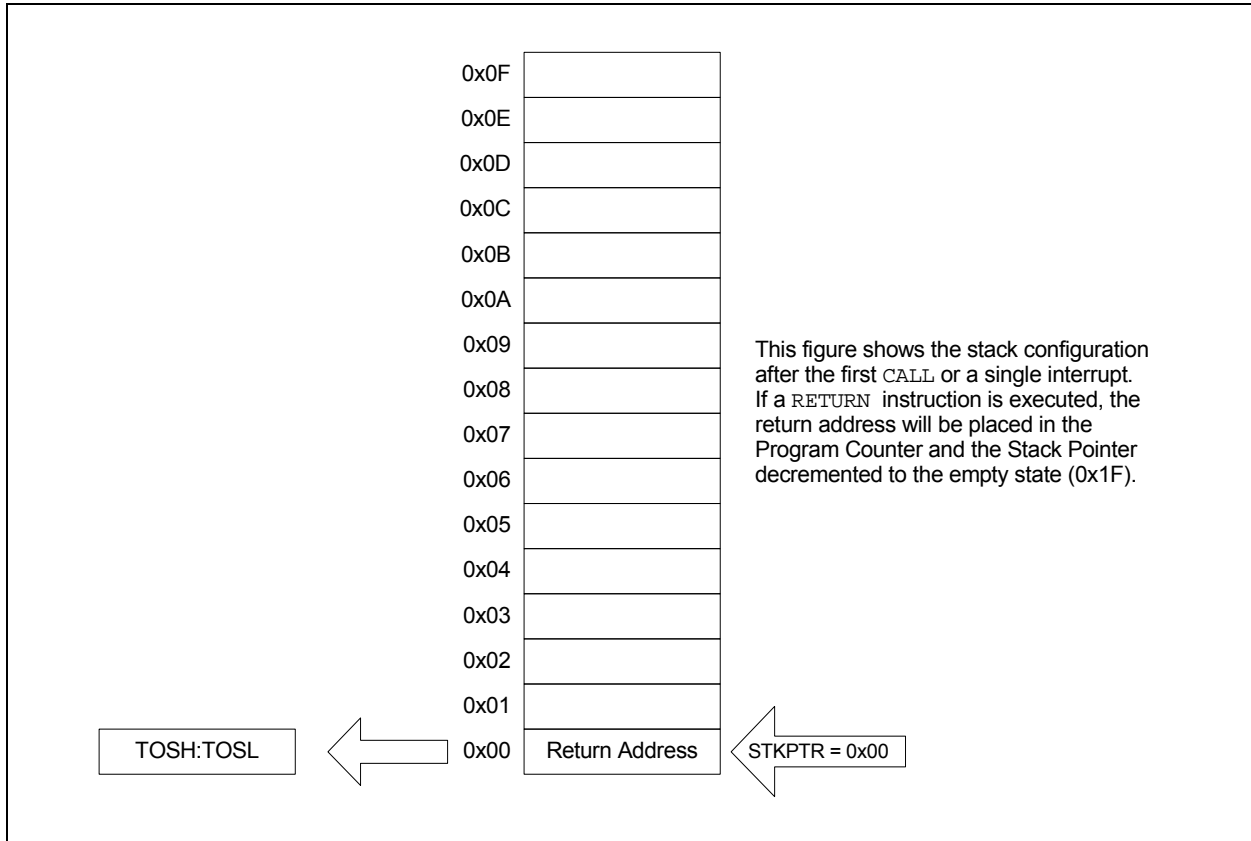 0x0F
0x0E
0x0D
0x0C
0x0B
0x0A
0x09
0x08
0x07
0x06
0x05
0x04
0x03
0x02
0x01
This figure shows the stack configuration
after the first CALL or a single interrupt.
If a RETURN instruction is executed, the
return address will be placed in the
Program Counter and the Stack Pointer
decremented to the empty state (0x1F).
TOSH:TOSL
0x00
Return Address
STKPTR = 0x00